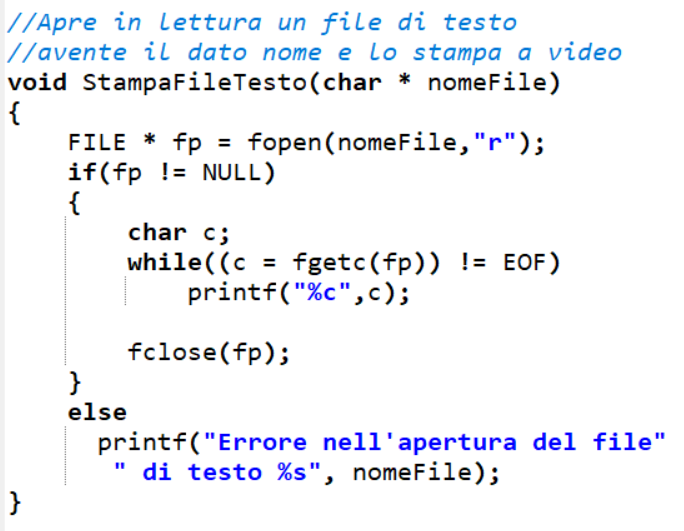 //Apre in lettura un file di testo
//avente il dato nome e lo stampa a video
void StampaFileTesto(char * nomeFile)
{
    FILE * fp = fopen(nomeFile,"r");
    if(fp != NULL)
    {
        char c;
        while((c = fgetc(fp)) != EOF)
            printf("%c",c);

        fclose(fp);
    }
    else
      printf("Errore nell'apertura del file"
       " di testo %s", nomeFile);
}